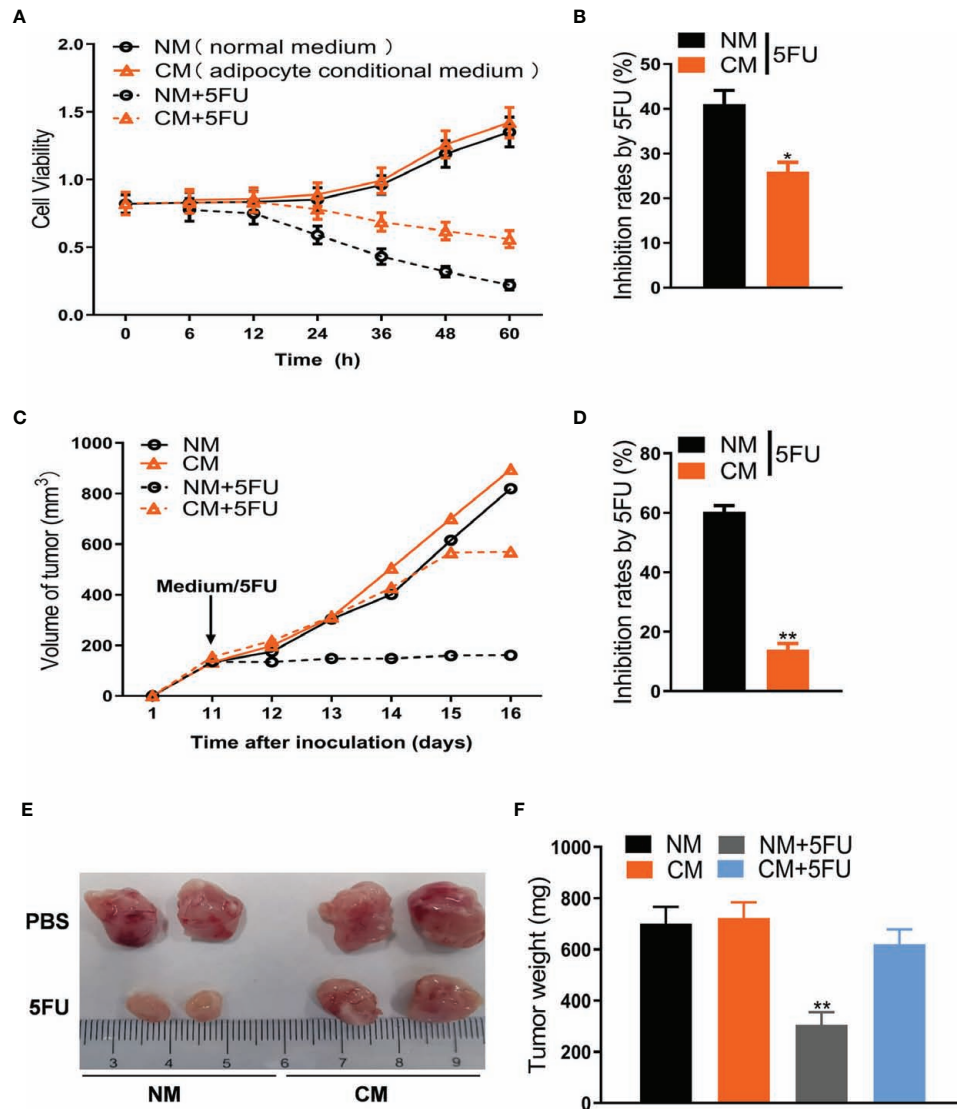 A
NM ( normal medium )
CM ( adipocyte conditional medium )
NM+5FU
CM+5FU
2.0
1.5
1.0
0.5
0.0
Cell Viability
0 6 12 24 36 48 60
Time (h)
B
NM
CM
5FU
50
40
30
20
10
0
Inhibition rates by 5FU (%)
*
C
NM
CM
NM+5FU
CM+5FU
1000
800
600
400
200
0
Volume of tumor (mm³)
Medium/5FU
1 11 12 13 14 15 16
Time after inoculation (days)
D
NM
CM
5FU
80
60
40
20
0
Inhibition rates by 5FU (%)
**
E
PBS
5FU
3 4 5 6 7 8 9
NM CM
F
NM NM+5FU
CM CM+5FU
1000
800
600
400
200
0
Tumor weight (mg)
**